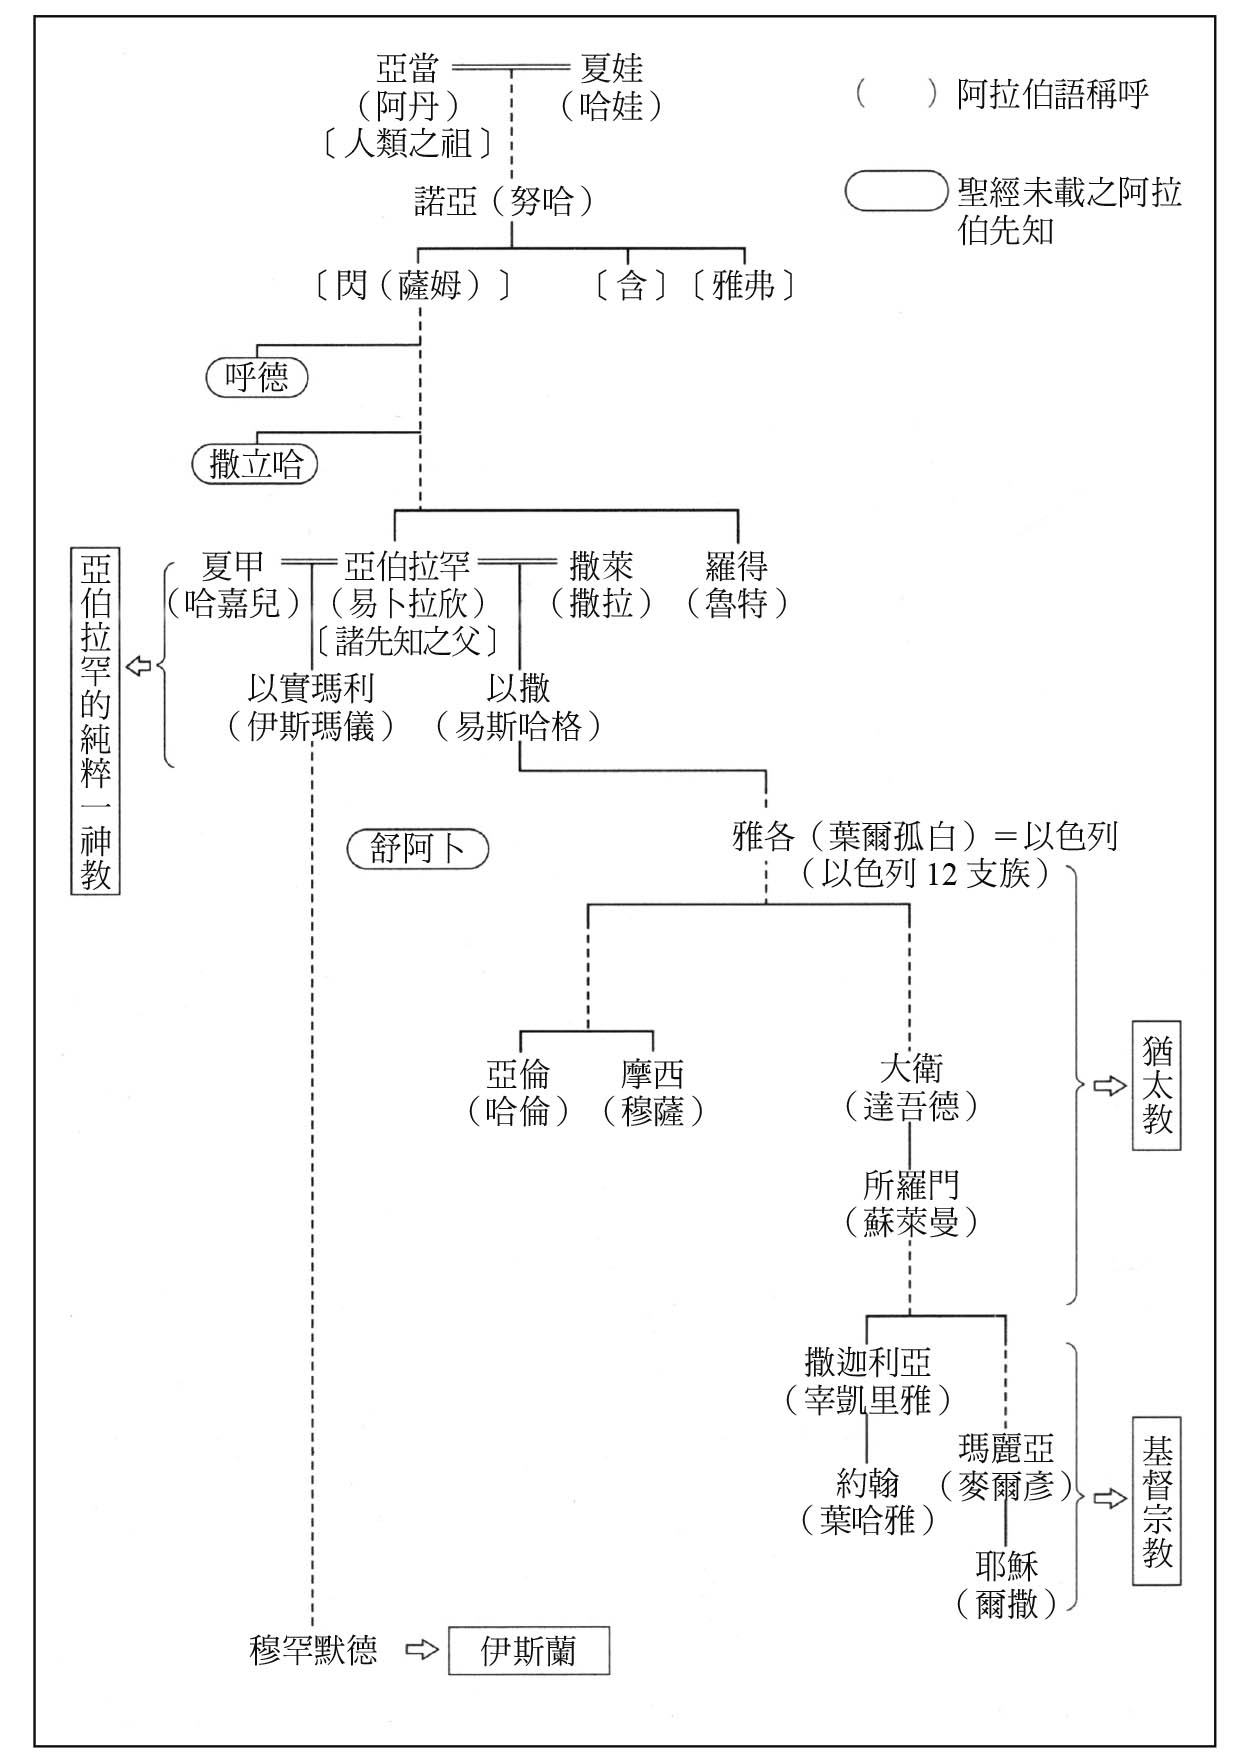 亞當 夏娃
（阿丹） （哈娃）
〔人類之祖〕
（　　）阿拉伯語稱呼
聖經未載之阿拉
伯先知
諾亞（努哈）
〔閃（薩姆）〕 〔含〕〔雅弗〕
呼德
撒立哈
夏甲 亞伯拉罕 撒萊 羅得
（哈嘉兒）（易卜拉欣） （撒拉） （魯特）
〔諸先知之父〕
以實瑪利 以撒
（伊斯瑪儀） （易斯哈格）
亞伯拉罕的純粹一神教
舒阿卜
雅各（葉爾孤白）＝以色列
（以色列 12 支族）
亞倫 摩西
（哈倫）（穆薩）
大衛
（達吾德）
所羅門
（蘇萊曼）
猶太教
撒迦利亞
（宰凱里雅）
瑪麗亞
（麥爾彥）
約翰
（葉哈雅）
耶穌
（爾撒）
基督宗教
穆罕默德 伊斯蘭